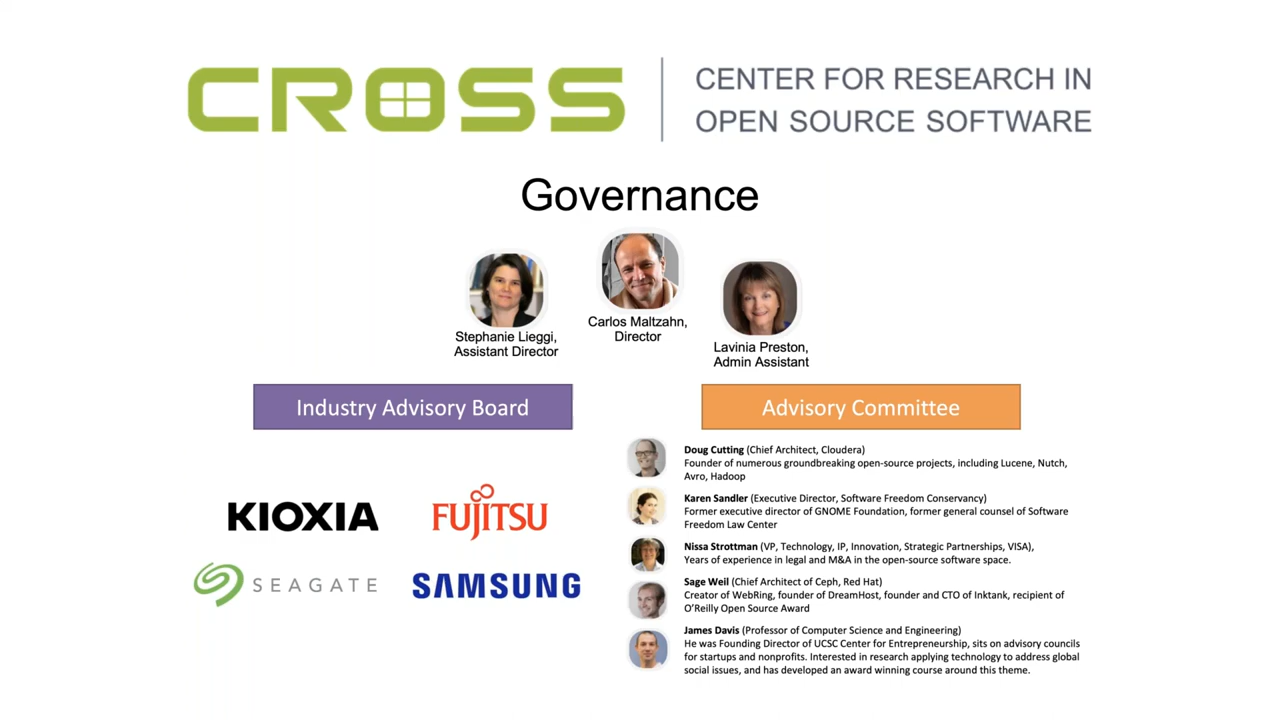 CROSS
CENTER FOR RESEARCH IN
OPEN SOURCE SOFTWARE
Governance
Stephanie Lieggi,
Assistant Director
Carlos Maltzahn,
Director
Lavinia Preston,
Admin Assistant
Industry Advisory Board
KIOXIA
FUJITSU
SEAGATE
SAMSUNG
Advisory Committee
Doug Cutting (Chief Architect, Cloudera)
Founder of numerous groundbreaking open-source projects, including Lucene, Nutch,
Avro, Hadoop
Karen Sandler (Executive Director, Software Freedom Conservancy)
Former executive director of GNOME Foundation, former general counsel of Software
Freedom Law Center
Nissa Strottman (VP, Technology, IP, Innovation, Strategic Partnerships, VISA),
Years of experience in legal and M&A in the open-source software space.
Sage Weil (Chief Architect of Ceph, Red Hat)
Creator of WebRing, founder of DreamHost, founder and CTO of Inktank, recipient of
O’Reilly Open Source Award
James Davis (Professor of Computer Science and Engineering)
He was Founding Director of UCSC Center for Entrepreneurship, sits on advisory councils
for startups and nonprofits. Interested in research applying technology to address global
social issues, and has developed an award winning course around this theme.